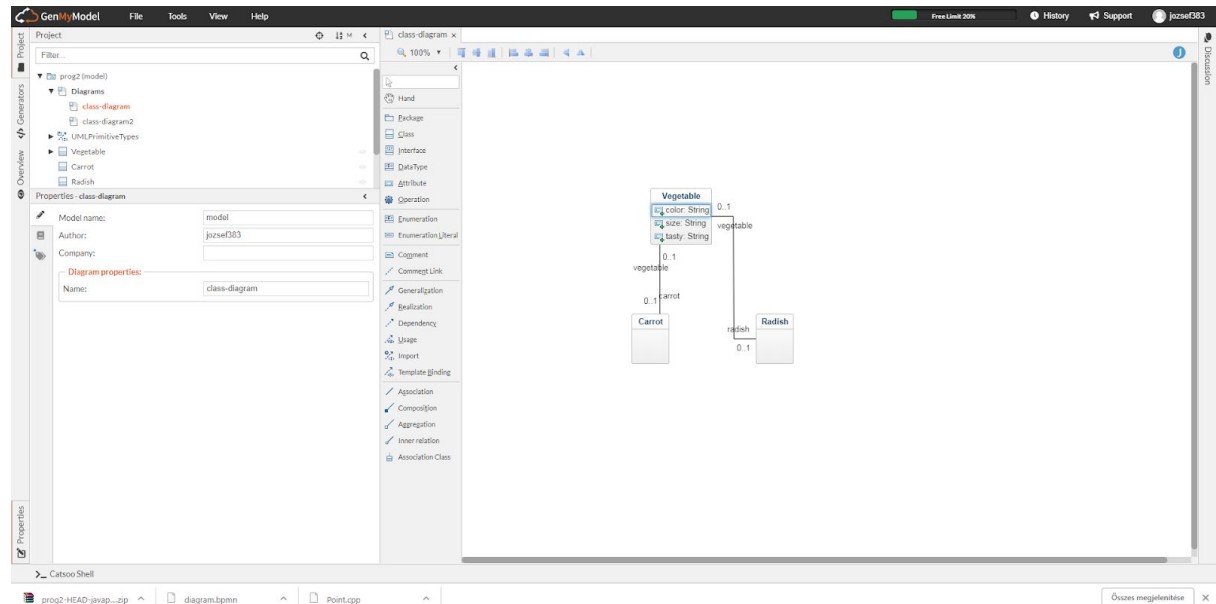 GenMyModel File Tools View Help Free Limit 20% History Support jozsef383
Project
Generators
Overview
Properties
Project
Filter...
prog2 (model)
Diagrams
class-diagram
class-diagram2
UMLPrimitiveTypes
Vegetable
Carrot
Radish
Properties - class-diagram
Model name: model
Author: jozsef383
Company:
Diagram properties:
Name: class-diagram
class-diagram ×
100%
Hand
Package
Class
Interface
DataType
Attribute
Operation
Enumeration
Enumeration Literal
Comment
Comment Link
Generalization
Realization
Dependency
Usage
Import
Template Binding
Association
Composition
Aggregation
Inner relation
Association Class
Vegetable
color: String
size: String
tasty: String
0..1
vegetable
0..1
vegetable
0..1
carrot
Carrot
radish
0..1
Radish
J
Discussion
>_ Catsoo Shell
prog2-HEAD-javap....zip
diagram.bpmn
Point.cpp
Összes megjelenítése ×